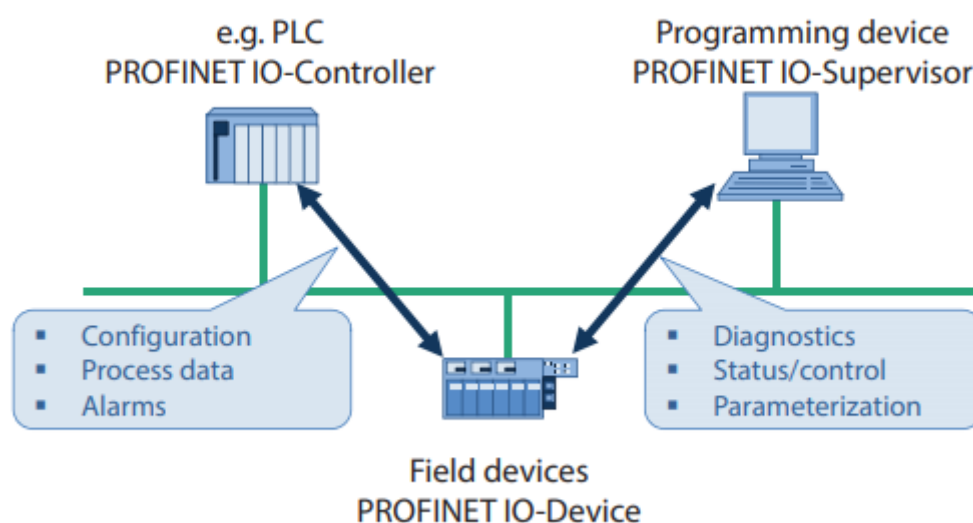 e.g. PLC
PROFINET IO-Controller
Programming device
PROFINET IO-Supervisor
▪ Configuration
▪ Process data
▪ Alarms
▪ Diagnostics
▪ Status/control
▪ Parameterization
Field devices
PROFINET IO-Device